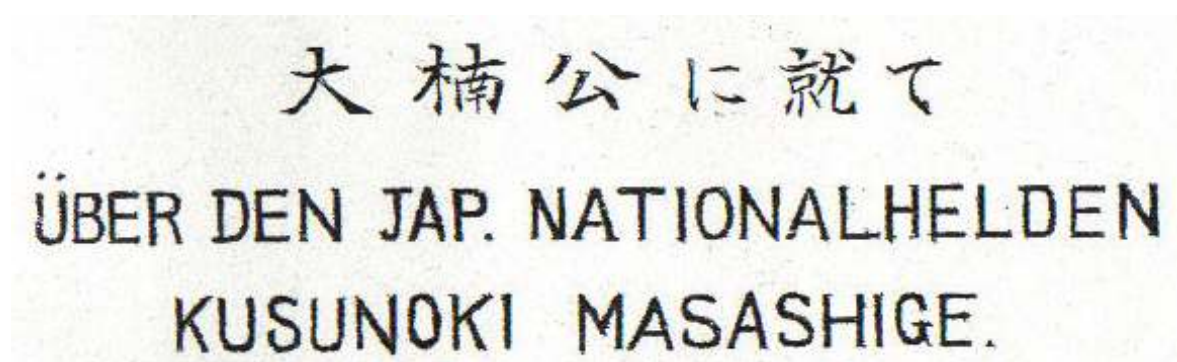 大楠公に就て
ÜBER DEN JAP. NATIONALHELDEN
KUSUNOKI MASASHIGE.